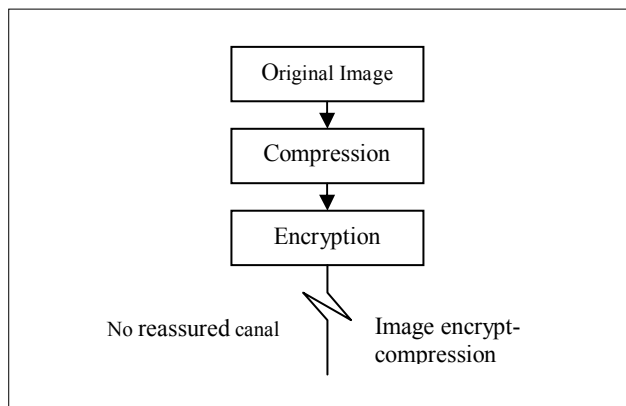 Original Image
Compression
Encryption
No reassured canal
Image encrypt-
compression